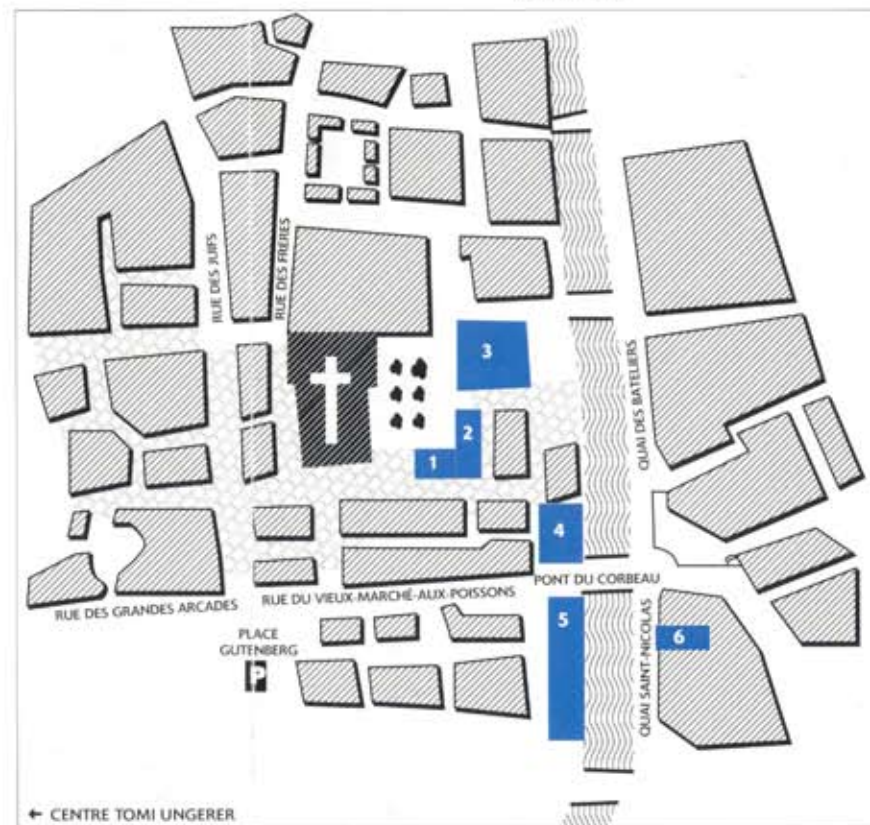 RUE DES JUIFS
RUE DES FRERES
3
QUAI DES BATELIERS
2
1
4
PONT DU CORBEAU
RUE DU VIEUX-MARCHÉ-AUX-POISSONS
RUE DES GRANDES ARCADES
5
QUAI SAINT-NICOLAS
6
PLACE
GUTENBERG
P
← CENTRE TOMI UNGERER